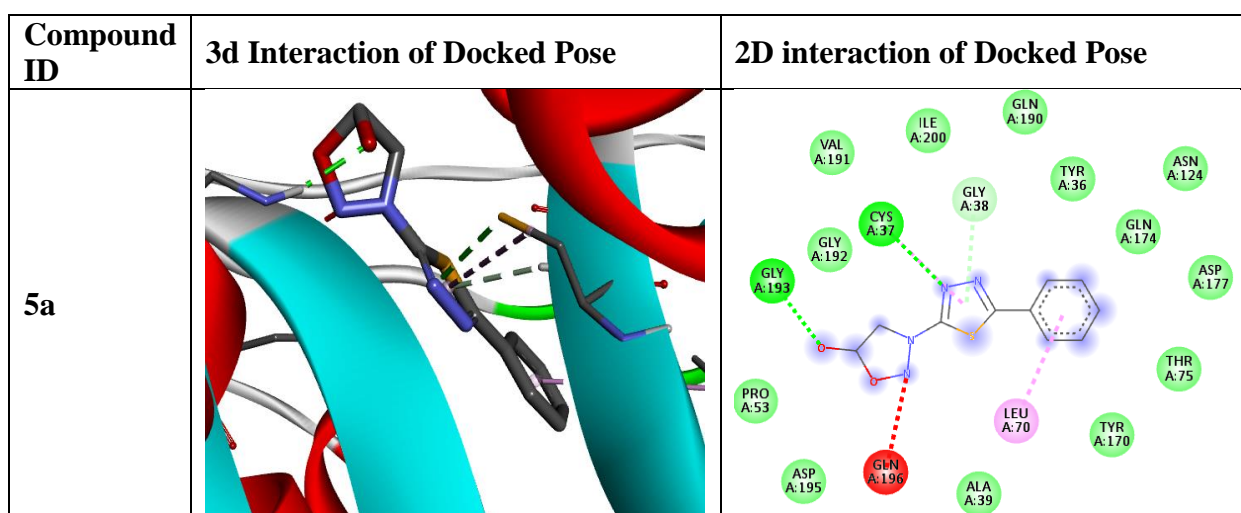 Compound ID
3d Interaction of Docked Pose
2D interaction of Docked Pose
5a
GLN
A:190
ILE
A:200
VAL
A:191
TYR
A:36
ASN
A:124
GLY
A:38
CYS
A:37
GLN
A:174
GLY
A:192
ASP
A:177
GLY
A:193
N
N
S
O
N
O
N
THR
A:75
PRO
A:53
LEU
A:70
TYR
A:170
GLN
A:196
ASP
A:195
ALA
A:39